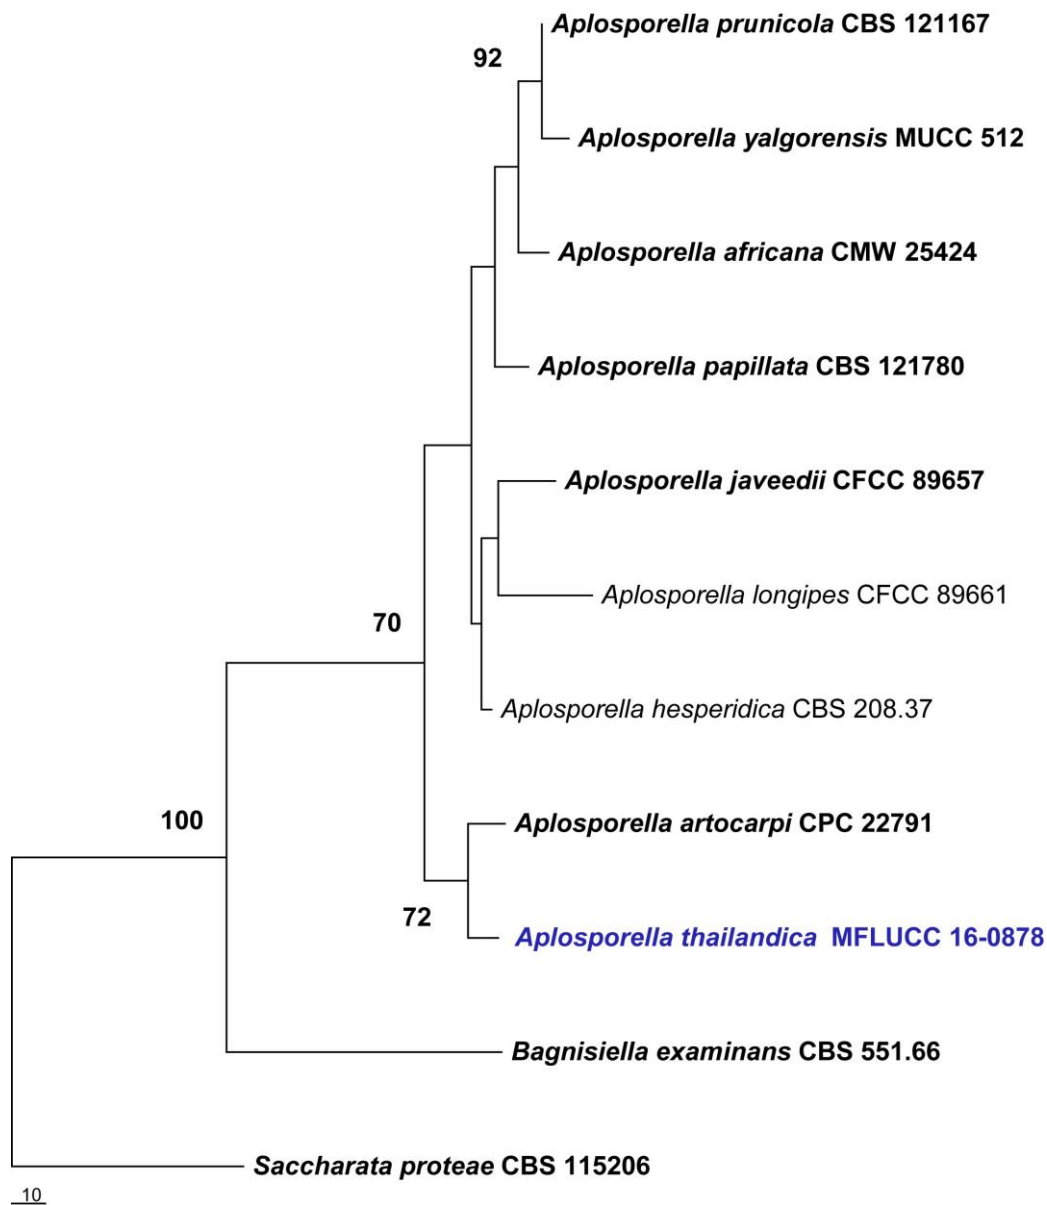 Aplosporella prunicola CBS 121167
92
Aplosporella yalgorensis MUCC 512
Aplosporella africana CMW 25424
Aplosporella papillata CBS 121780
Aplosporella javeedii CFCC 89657
Aplosporella longipes CFCC 89661
70
Aplosporella hesperidica CBS 208.37
100
Aplosporella artocarpi CPC 22791
72
Aplosporella thailandica MFLUCC 16-0878
Bagnisiella examinans CBS 551.66
Saccharata proteae CBS 115206
10